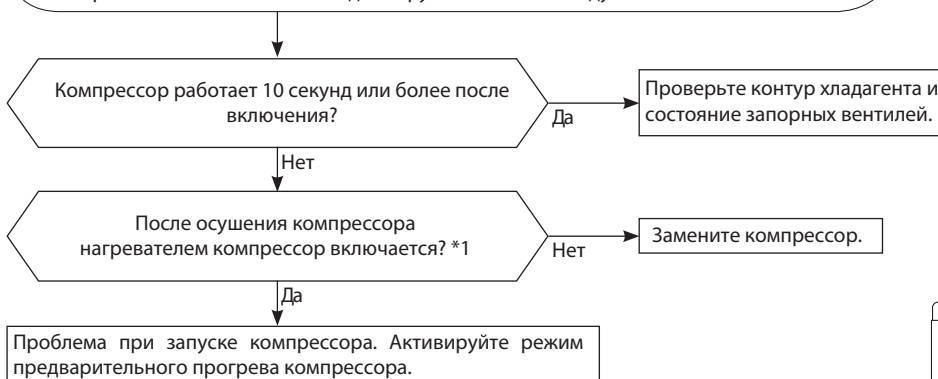 Компрессор работает 10 секунд или более после
включения?
Да
Проверьте контур хладагента и
состояние запорных вентилей.
Нет
После осушения компрессора
нагревателем компрессор включается? *1
Нет
Замените компрессор.
Да
Проблема при запуске компрессора. Активируйте режим
предварительного прогрева компрессора.